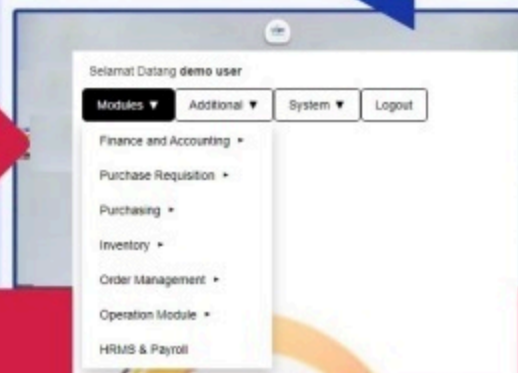 Selamat Datang demo user
Modules ▼ Additional ▼ System ▼ Logout
Finance and Accounting ▸
Purchase Requisition ▸
Purchasing ▸
Inventory ▸
Order Management ▸
Operation Module ▸
HRMS & Payroll